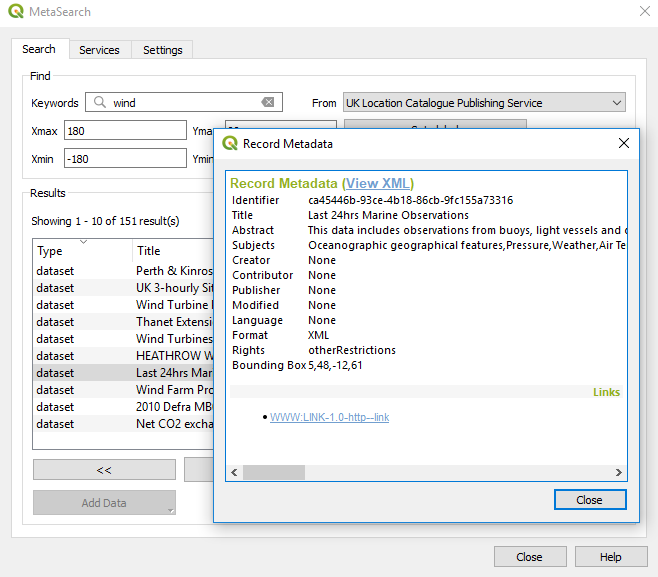 MetaSearch
Search Services Settings
Find
Keywords wind From UK Location Catalogue Publishing Service
Xmax 180
Xmin -180 Ymin
Record Metadata
Record Metadata (View XML)
Identifier ca45446b-93ce-4b18-86cb-9fc155a73316
Title Last 24hrs Marine Observations
Abstract This data includes observations from buoys, light vessels and
Subjects Oceanographic geographical features,Pressure,Weather,Air
Creator None
Contributor None
Publisher None
Modified None
Language None
Format XML
Rights otherRestrictions
Bounding Box 5,48,-12,61
Links
WWW:LINK-1.0-http--link
Close
Results
Showing 1 - 10 of 151 result(s)
Type Title
dataset Perth & Kinros
dataset UK 3-hourly
dataset Wind Turbine
dataset Thanet Extensi
dataset Wind Turbines
dataset HEATHROW
dataset Last 24hrs Mar
dataset Wind Farm
dataset 2010 Defra
dataset Net CO2 excha
<<
Add Data
Close Help